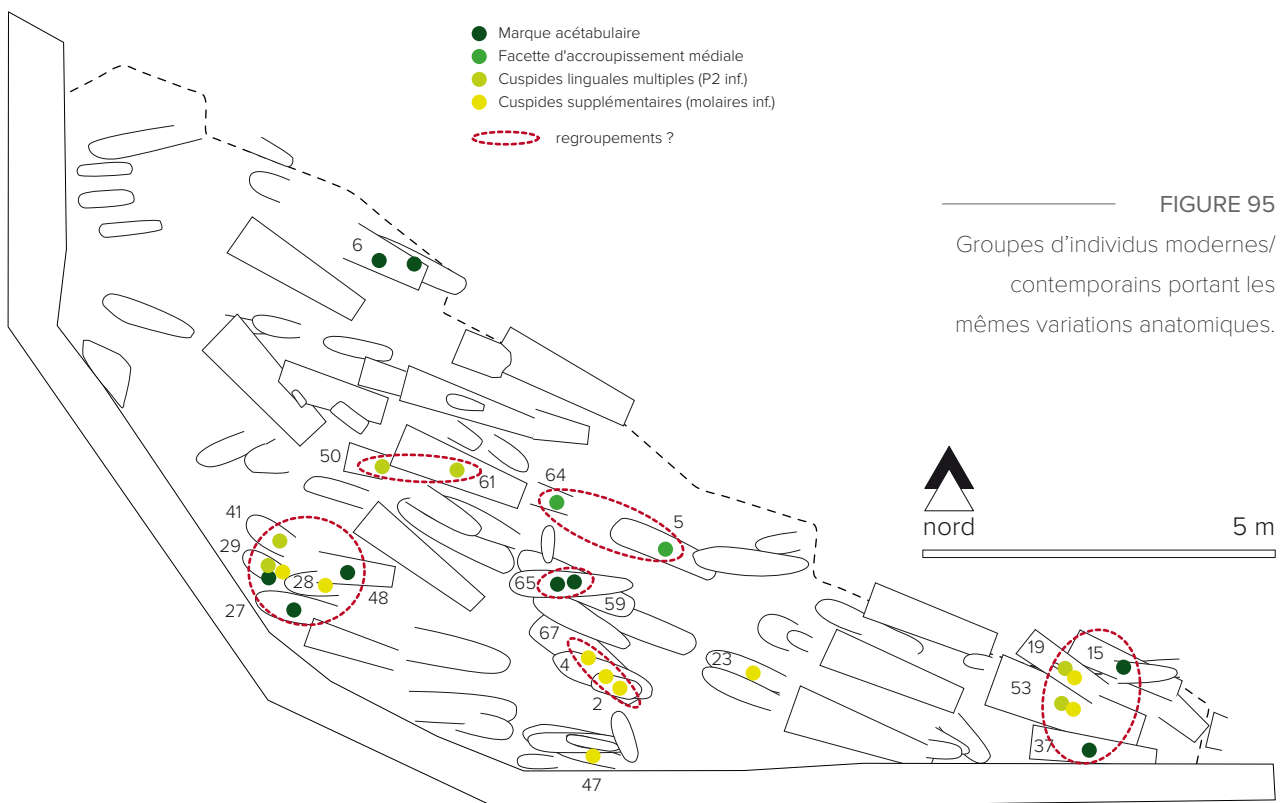 Marque acétabulaire
Facette d'accroupissement médiale
Cuspides linguales multiples (P2 inf.)
Cuspides supplémentaires (molaires inf.)
regroupements ?
FIGURE 95
Groupes d'individus modernes/
contemporains portant les
mêmes variations anatomiques.
6
50
61
64
5
41
29
28
27
48
65
59
67
4
2
23
47
19
15
53
37
nord
5 m